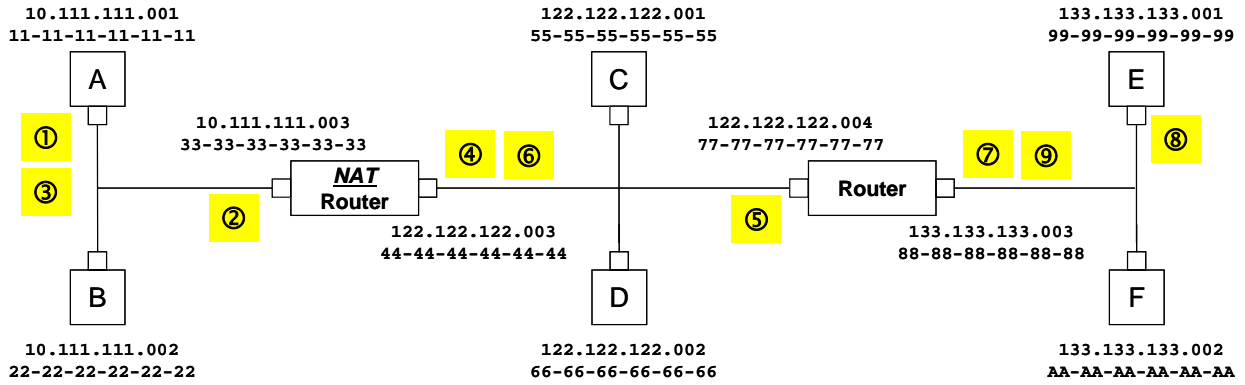 10.111.111.001
11-11-11-11-11-11
A
①
③
B
10.111.111.002
22-22-22-22-22-22
10.111.111.003
33-33-33-33-33-33
②
NAT
Router
④ ⑥
122.122.122.003
44-44-44-44-44-44
122.122.122.001
55-55-55-55-55-55
C
D
122.122.122.002
66-66-66-66-66-66
122.122.122.004
77-77-77-77-77-77
⑤
Router
⑦ ⑨
133.133.133.003
88-88-88-88-88-88
133.133.133.001
99-99-99-99-99-99
E
⑧
F
133.133.133.002
AA-AA-AA-AA-AA-AA